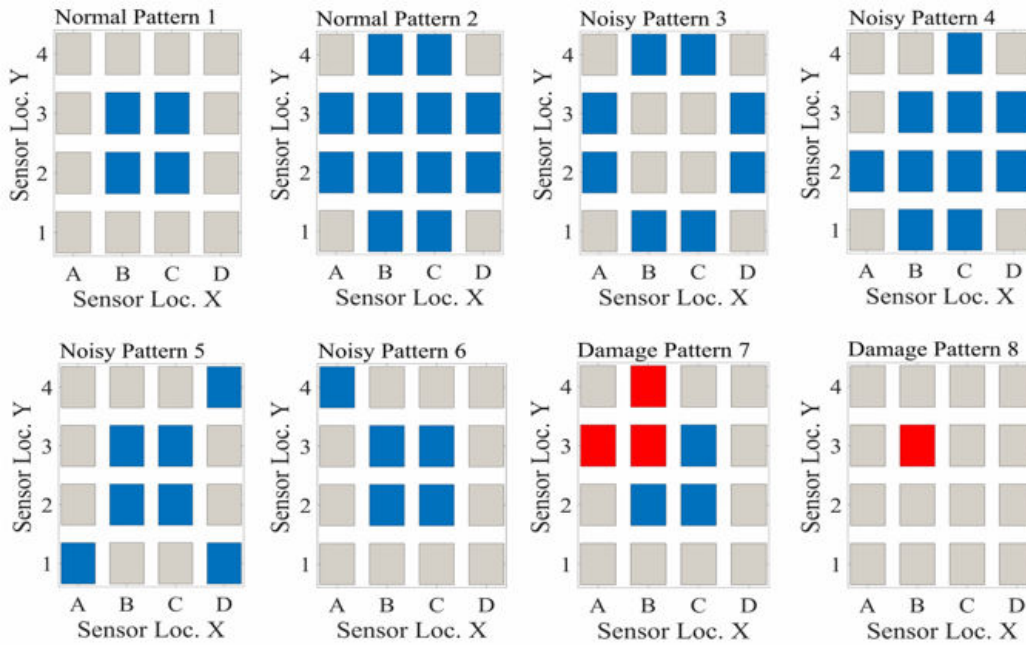 Normal Pattern 1
Normal Pattern 2
Noisy Pattern 3
Noisy Pattern 4
Sensor Loc. Y
4
3
2
1
A B C D
Sensor Loc. X
Sensor Loc. Y
4
3
2
1
A B C D
Sensor Loc. X
Sensor Loc. Y
4
3
2
1
A B C D
Sensor Loc. X
Sensor Loc. Y
4
3
2
1
A B C D
Sensor Loc. X
Noisy Pattern 5
Noisy Pattern 6
Damage Pattern 7
Damage Pattern 8
Sensor Loc. Y
4
3
2
1
A B C D
Sensor Loc. X
Sensor Loc. Y
4
3
2
1
A B C D
Sensor Loc. X
Sensor Loc. Y
4
3
2
1
A B C D
Sensor Loc. X
Sensor Loc. Y
4
3
2
1
A B C D
Sensor Loc. X